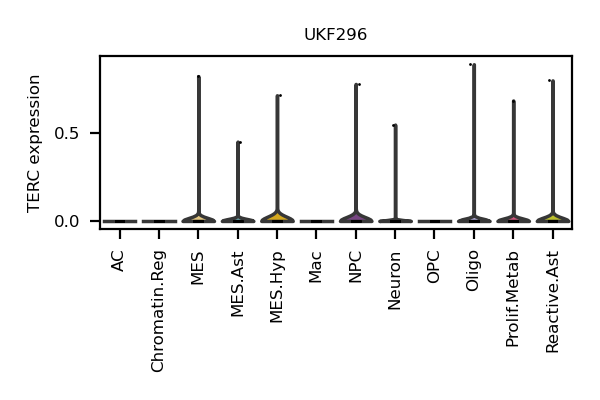 UKF296
TERC expression
0.5
0.0
AC
Chromatin.Reg
MES
MES.Ast
MES.Hyp
Mac
NPC
Neuron
OPC
Oligo
Prolif.Metab
Reactive.Ast